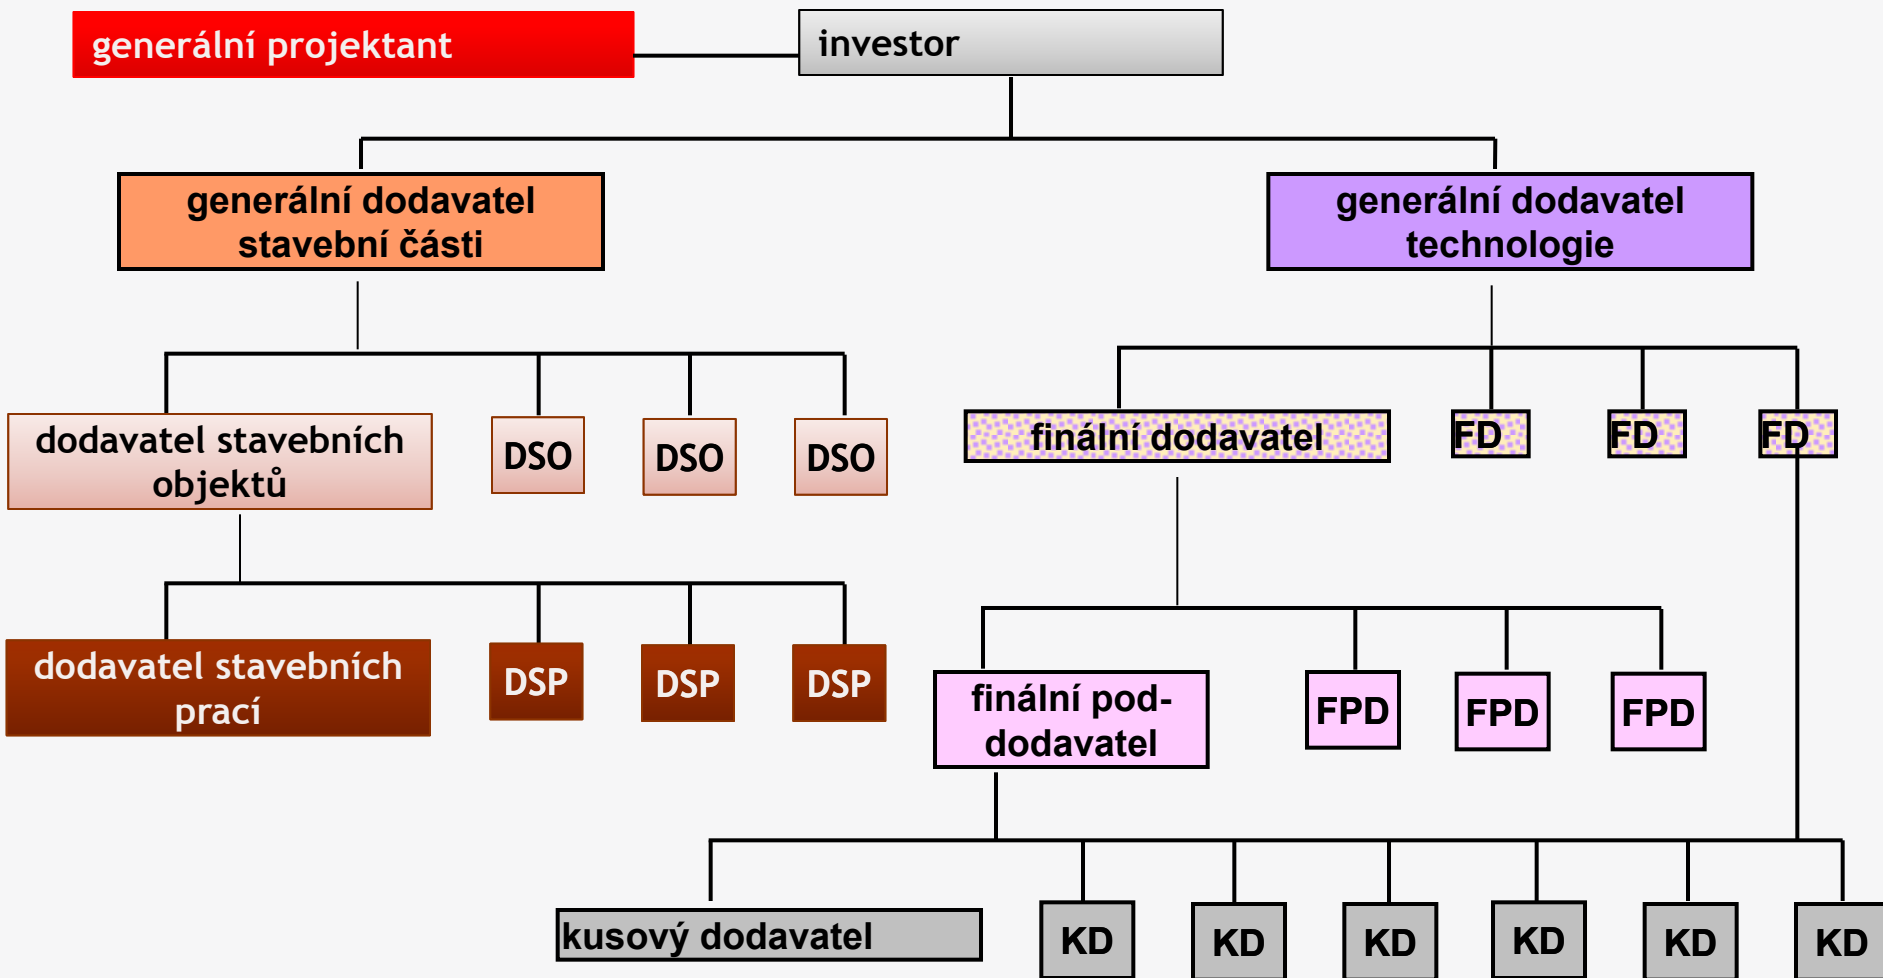 generální projektant
investor
generální dodavatel
stavební části
generální dodavatel
technologie
dodavatel stavebních
objektů
DSO
DSO
DSO
finální dodavatel
FD
FD
FD
dodavatel stavebních
prací
DSP
DSP
DSP
finální pod-
dodavatel
FPD
FPD
FPD
kusový dodavatel
KD
KD
KD
KD
KD
KD